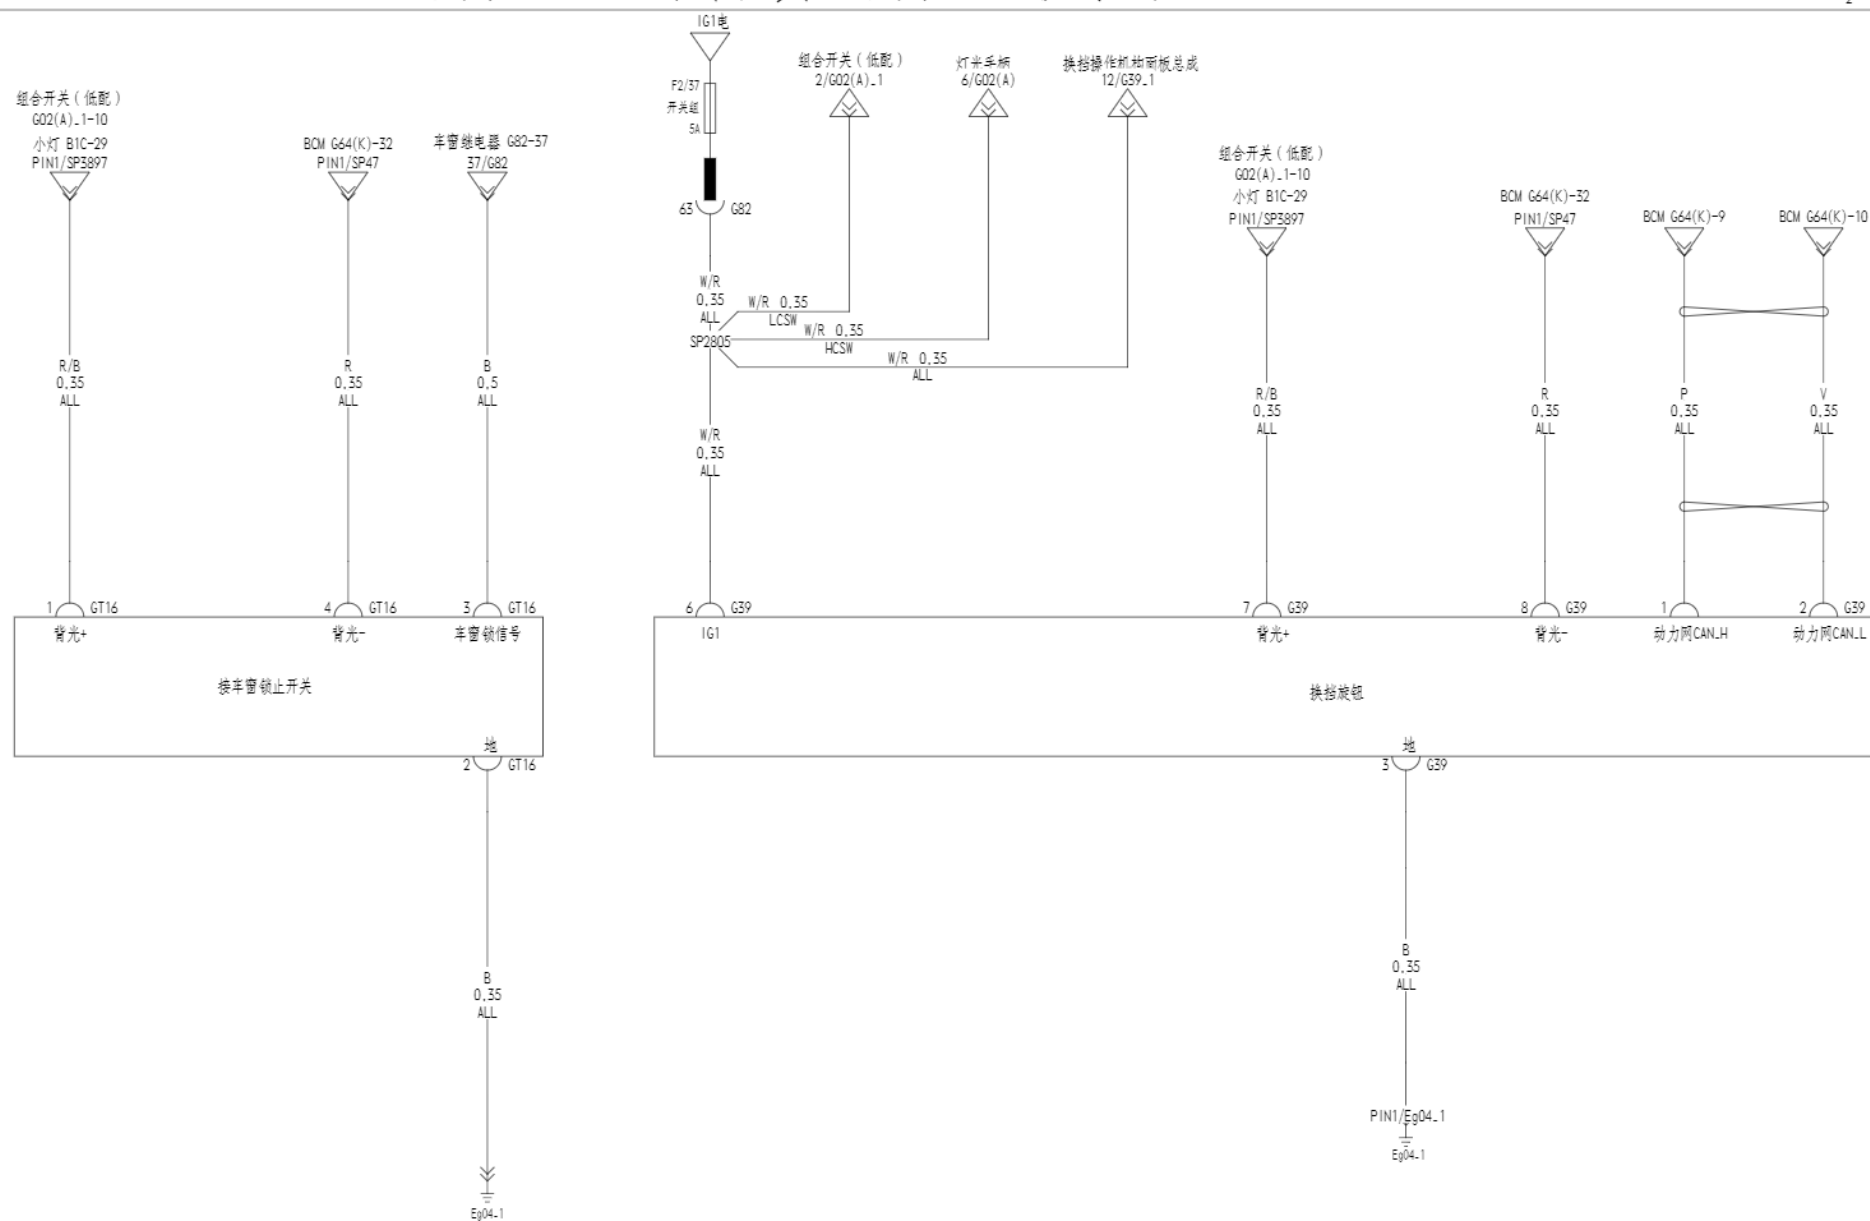 2
IG1电
组合开关（低配）
2/G02(A)_1
灯光手柄
6/G02(A)
换挡操作机构面板总成
12/G39_1
F2/37
开关组
5A
组合开关（低配）
G02(A)_1-10
小灯 B1C-29
PIN1/SP3897
BCM G64(K)-32
PIN1/SP47
车窗继电器 G82-37
37/G82
组合开关（低配）
G02(A)_1-10
小灯 B1C-29
PIN1/SP3897
BCM G64(K)-32
PIN1/SP47
BCM G64(K)-9
BCM G64(K)-10
63 G82
W/R
0.35
ALL
W/R 0.35
LCSW
W/R 0.35
HCSW
W/R 0.35
ALL
SP2805
R/B
0.35
ALL
R
0.35
ALL
B
0.5
ALL
W/R
0.35
ALL
R/B
0.35
ALL
R
0.35
ALL
P
0.35
ALL
V
0.35
ALL
1 GT16
4 GT16
3 GT16
6 G39
7 G39
8 G39
1
2 G39
背光+
背光-
车窗锁信号
IG1
背光+
背光-
动力网CAN_H
动力网CAN_L
接车窗锁止开关
换挡旋钮
地
2 GT16
地
3 G39
B
0.35
ALL
B
0.35
ALL
PIN1/Eg04_1
Eg04_1
Eg04_1